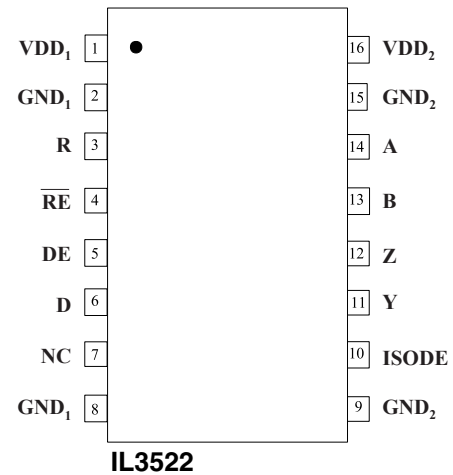 VDD₁ 1 16 VDD₂
GND₁ 2 15 GND₂
R 3 14 A
R̅E̅ 4 13 B
DE 5 12 Z
D 6 11 Y
NC 7 10 ISODE
GND₁ 8 9 GND₂
IL3522